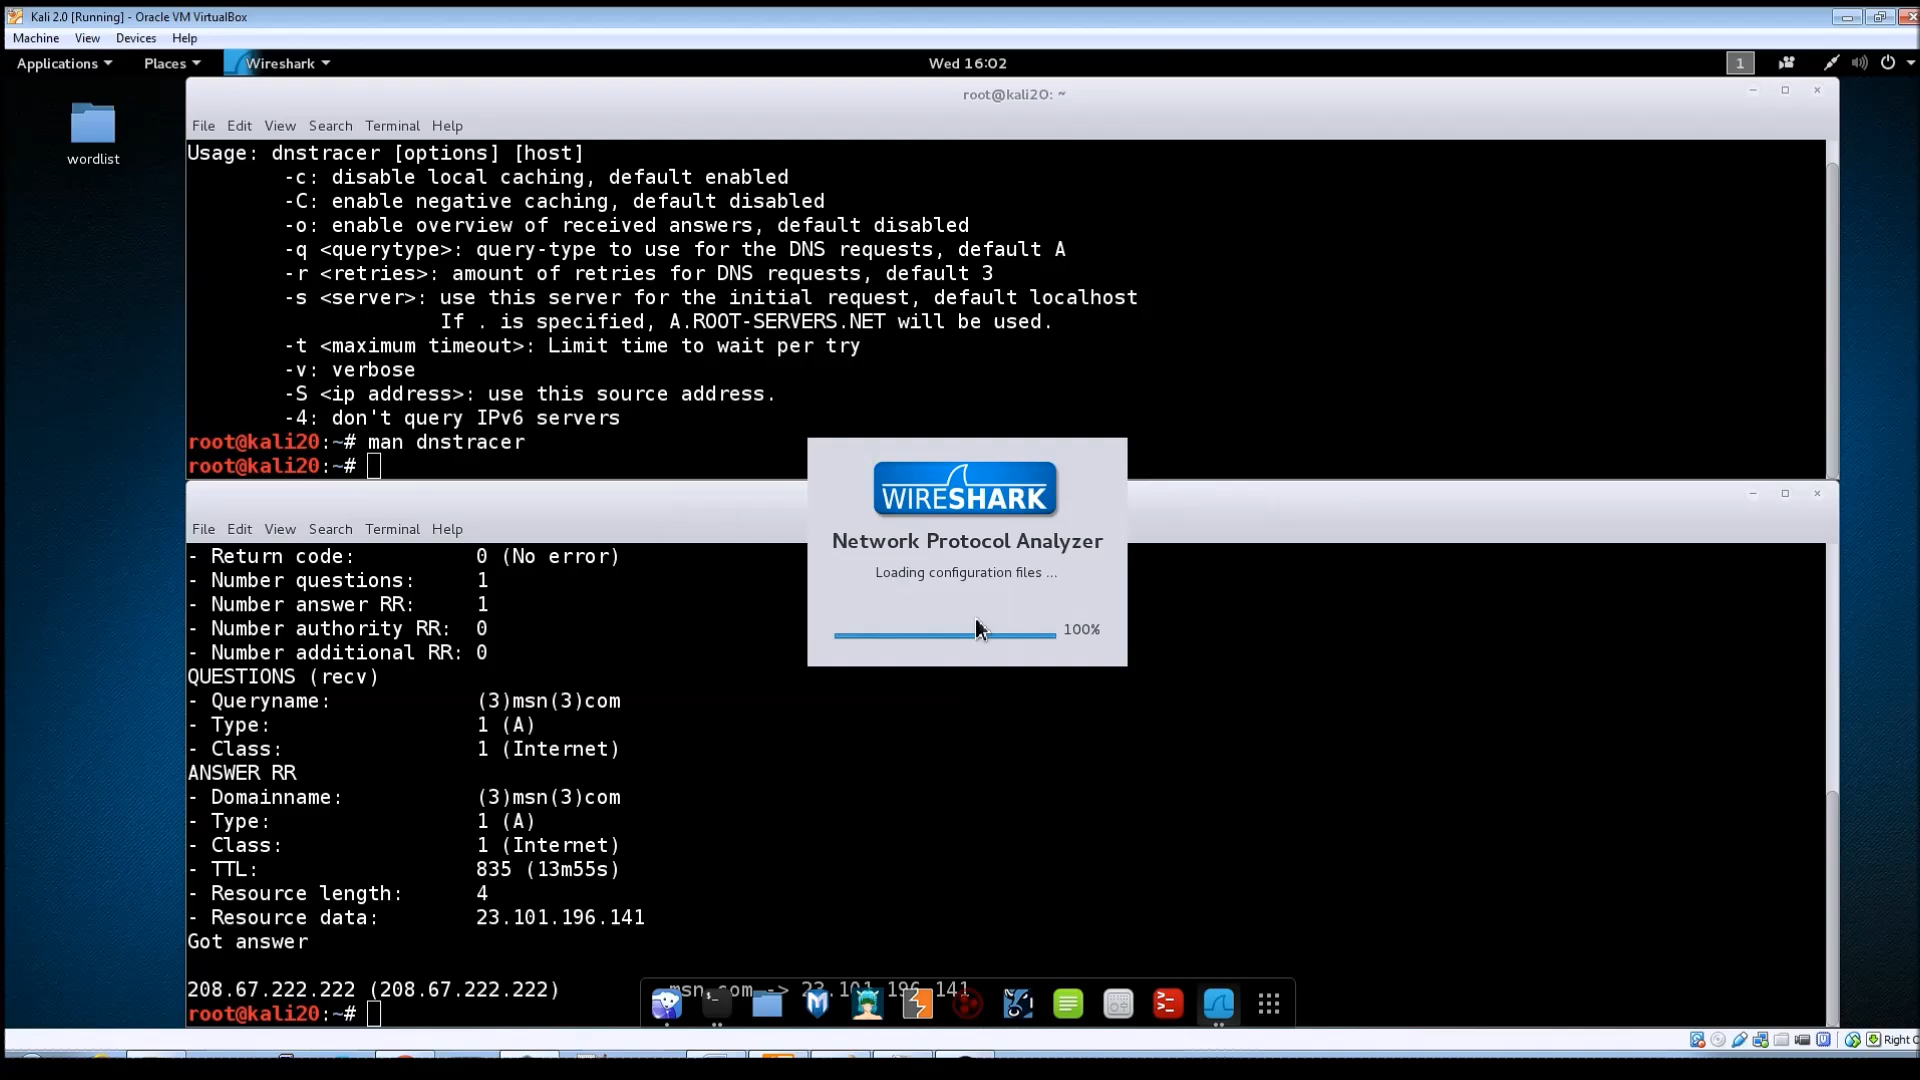 Kali 2.0 [Running] - Oracle VM VirtualBox
Machine View Devices Help
Applications Places Wireshark Wed 16:02 1
wordlist
root@kali20: ~
File Edit View Search Terminal Help
Usage: dnstracer [options] [host]
-c: disable local caching, default enabled
-C: enable negative caching, default disabled
-o: enable overview of received answers, default disabled
-q <querytype>: query-type to use for the DNS requests, default A
-r <retries>: amount of retries for DNS requests, default 3
-s <server>: use this server for the initial request, default localhost
If . is specified, A.ROOT-SERVERS.NET will be used.
-t <maximum timeout>: Limit time to wait per try
-v: verbose
-S <ip address>: use this source address.
-4: don't query IPv6 servers
root@kali20:~# man dnstracer
root@kali20:~#
WIRESHARK
Network Protocol Analyzer
Loading configuration files ...
100%
File Edit View Search Terminal Help
- Return code: 0 (No error)
- Number questions: 1
- Number answer RR: 1
- Number authority RR: 0
- Number additional RR: 0
QUESTIONS (recv)
- Queryname: (3)msn(3)com
- Type: 1 (A)
- Class: 1 (Internet)
ANSWER RR
- Domainname: (3)msn(3)com
- Type: 1 (A)
- Class: 1 (Internet)
- TTL: 835 (13m55s)
- Resource length: 4
- Resource data: 23.101.196.141
Got answer
208.67.222.222 (208.67.222.222) msn.com -> 23.101.196.141
root@kali20:~#
Right C